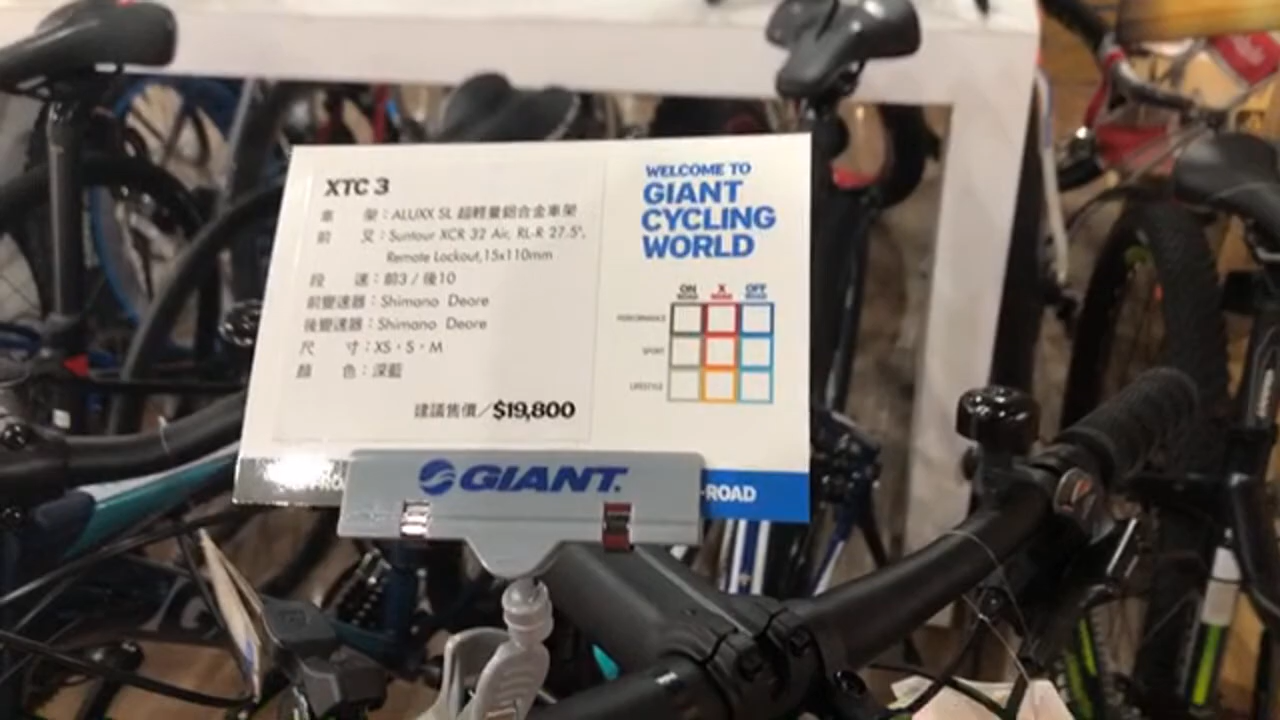 XTC 3
車 架：ALUXX SL 超輕量鋁合金車架
前 叉：Suntour XCR 32 Air, RL-R 27.5",
Remote Lockout,15x110mm
段 速：前3 / 後10
前變速器：Shimano Deore
後變速器：Shimano Deore
尺 寸：XS、S、M
顏 色：深藍
建議售價／$19,800
WELCOME TO
GIANT
CYCLING
WORLD
ON ROAD X ROAD OFF ROAD
PERFORMANCE
SPORT
LIFESTYLE
GIANT
-ROAD